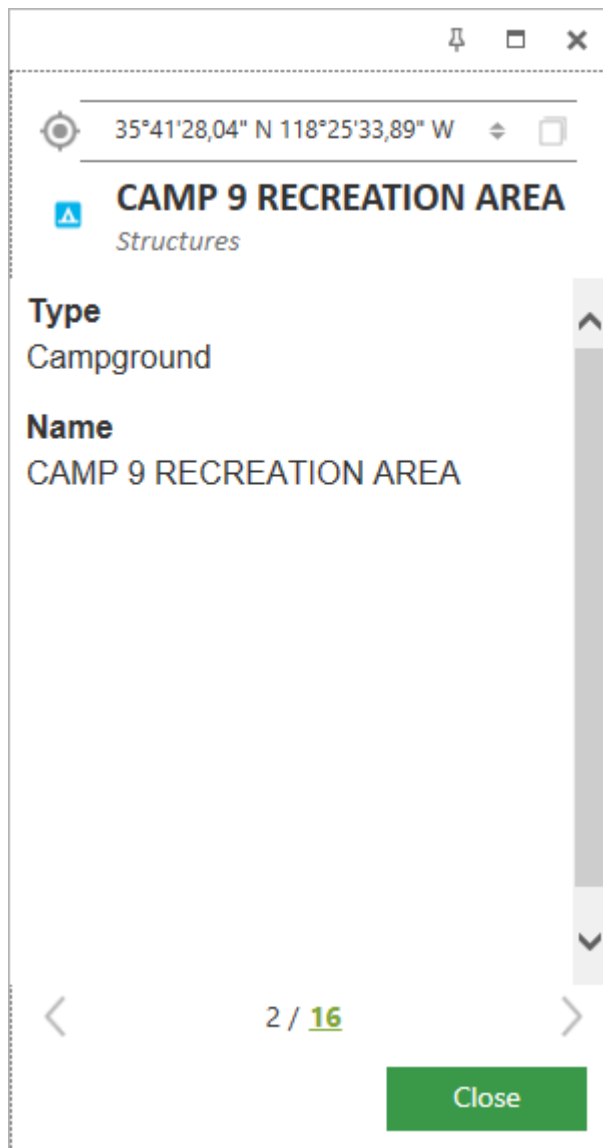 35°41'28,04" N 118°25'33,89" W
CAMP 9 RECREATION AREA
Structures
Type
Campground
Name
CAMP 9 RECREATION AREA
2 / 16
Close